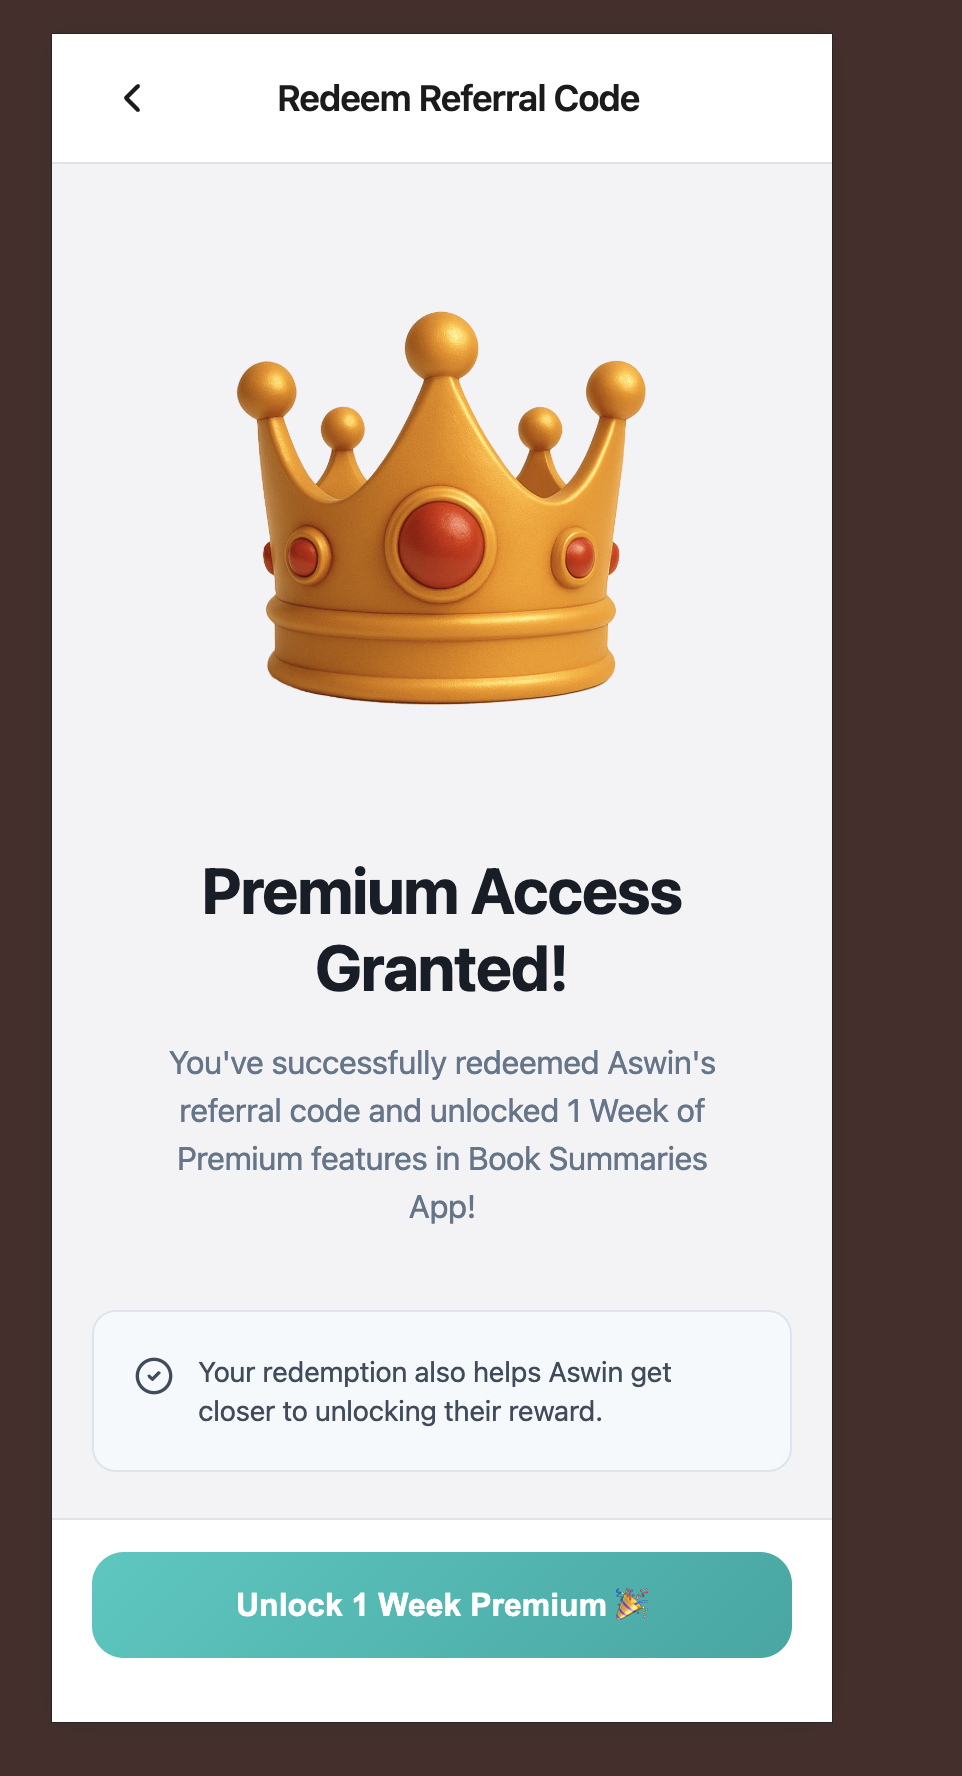 Redeem Referral Code
Premium Access
Granted!
You've successfully redeemed Aswin's
referral code and unlocked 1 Week of
Premium features in Book Summaries
App!
Your redemption also helps Aswin get
closer to unlocking their reward.
Unlock 1 Week Premium 🎉